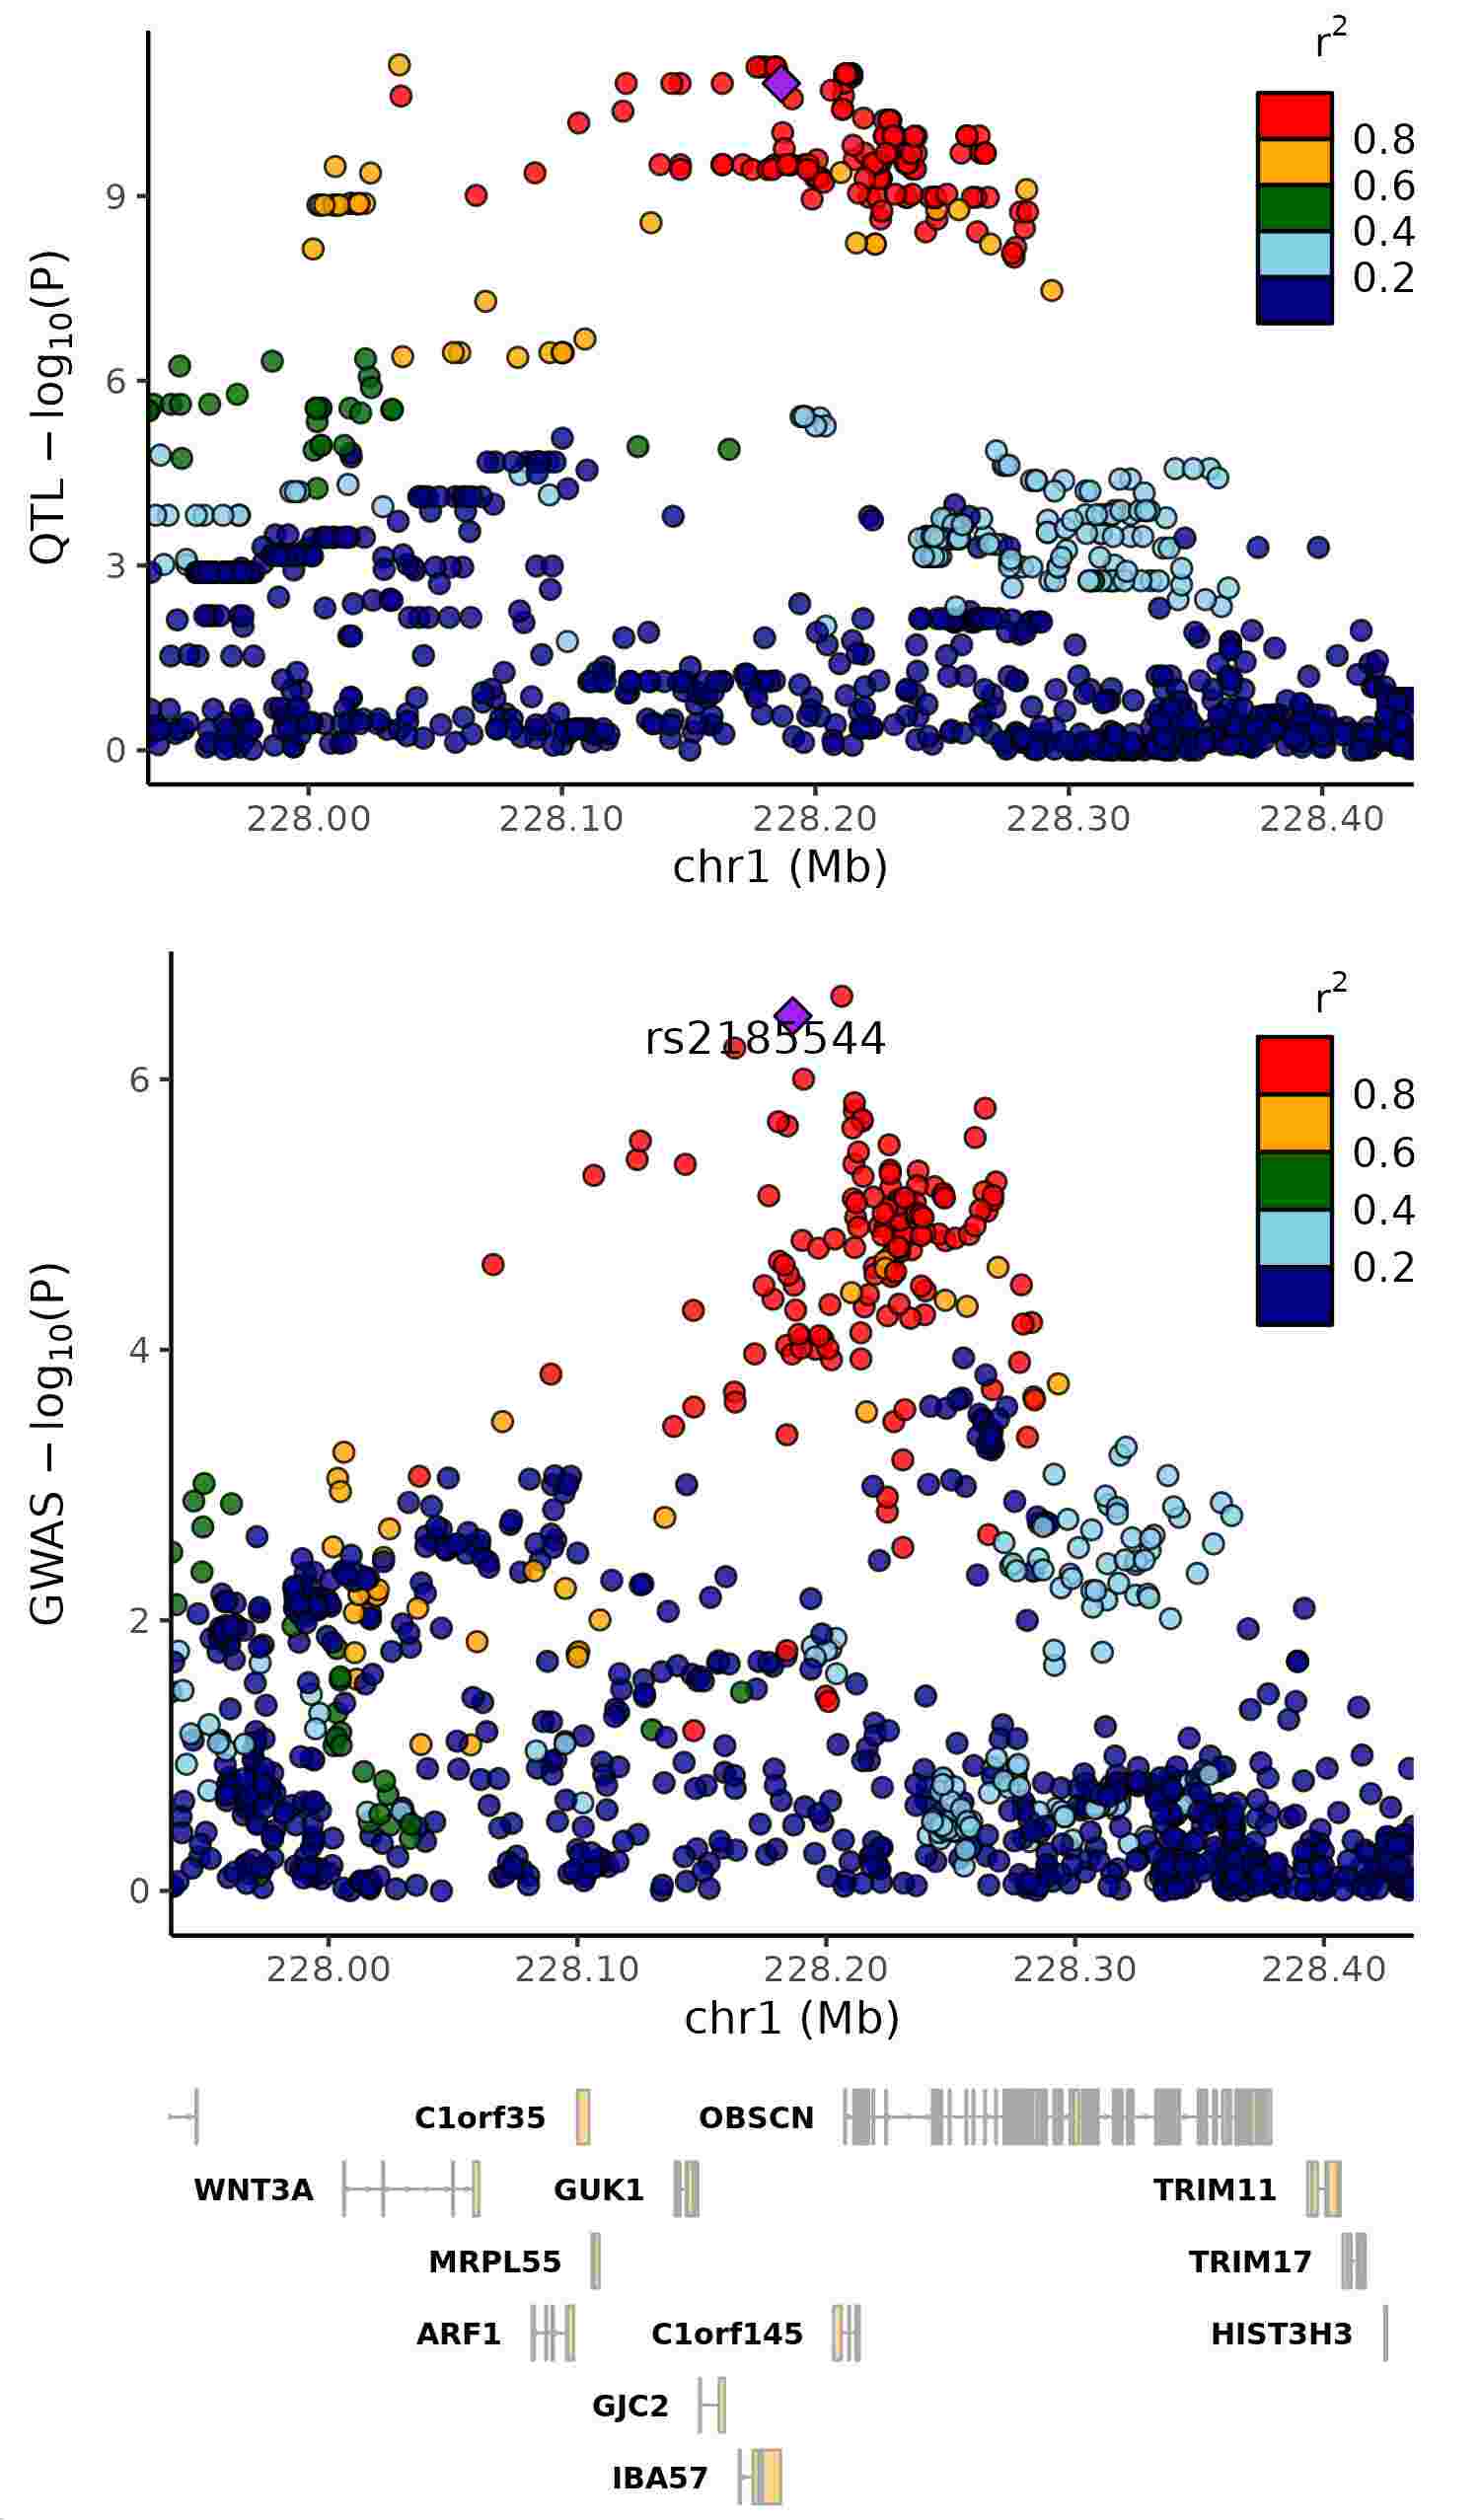 r2
0.8
0.6
0.4
0.2
9
6
3
0
QTL − log10(P)
228.00 228.10 228.20 228.30 228.40
chr1 (Mb)
r2
rs2185544
0.8
0.6
0.4
0.2
6
4
2
0
GWAS − log10(P)
228.00 228.10 228.20 228.30 228.40
chr1 (Mb)
C1orf35 OBSCN
WNT3A GUK1 TRIM11
MRPL55 TRIM17
ARF1 C1orf145 HIST3H3
GJC2
IBA57